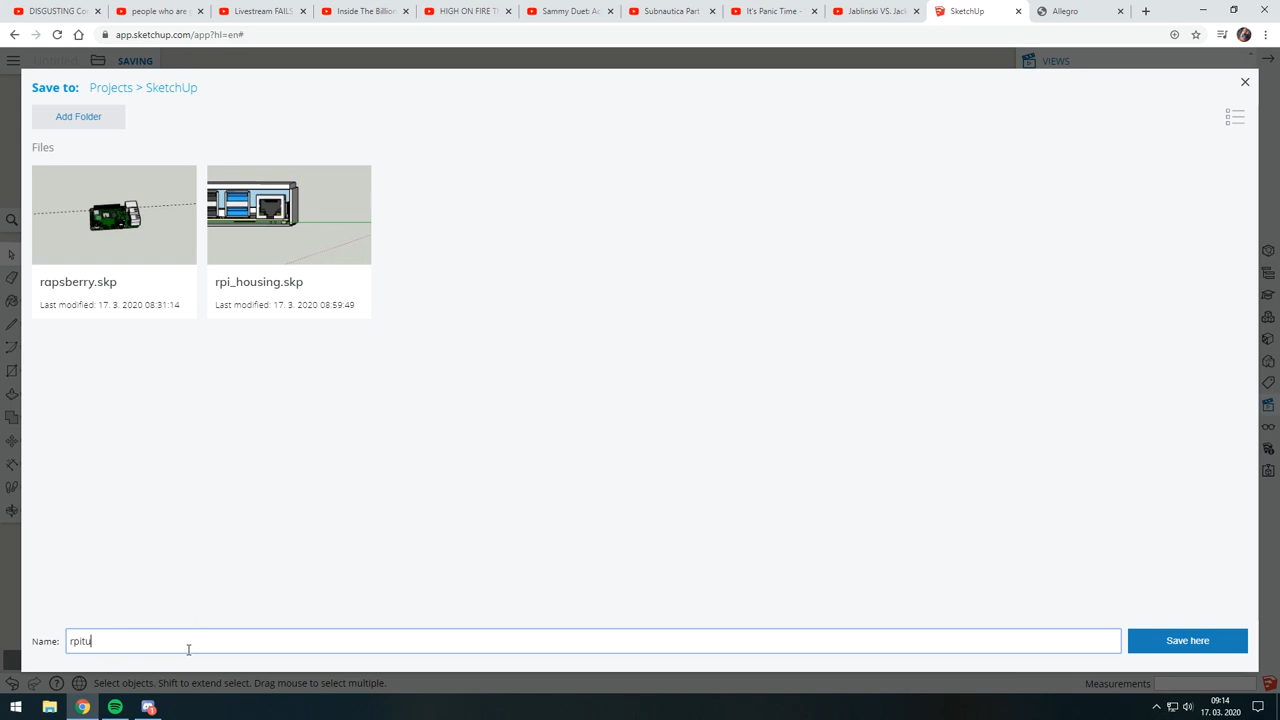 DISGUSTING Co
people who are
Livestream FAILS
Inside The Billion
HIGH ON FIRE T
Sammy Duet: Ac
Subnautica Part
It's Panic Time -
Jablinski VS. Jack
SketchUp
Allegro
app.sketchup.com/app?hl=en#
Untitled
SAVING
VIEWS
Save to: Projects > SketchUp
Add Folder
Files
rapsberry.skp
rpi_housing.skp
Last modified: 17. 3. 2020 08:31:14
Last modified: 17. 3. 2020 08:59:49
Name: rpitu
Save here
Select objects. Shift to extend select. Drag mouse to select multiple.
Measurements
09:14
17. 03. 2020